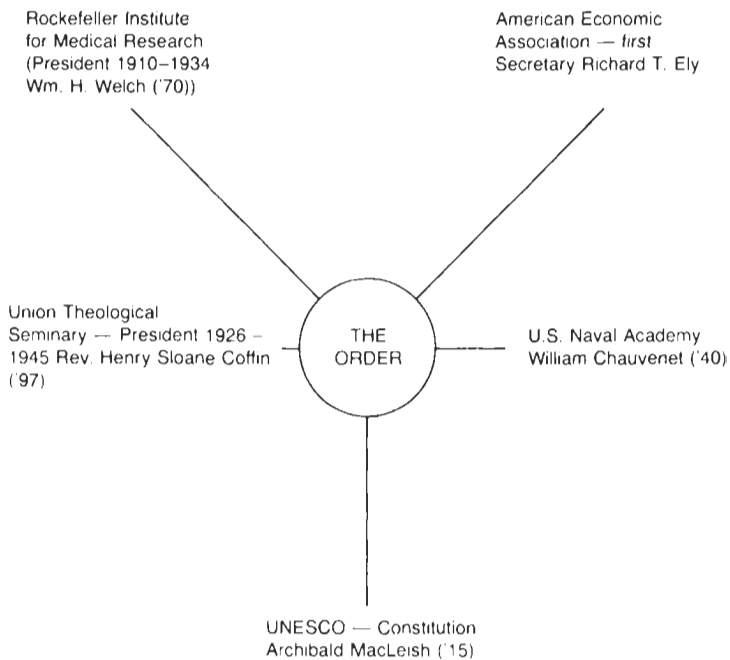 Rockefeller Institute
for Medical Research
(President 1910–1934
Wm. H. Welch ('70))
American Economic
Association — first
Secretary Richard T. Ely
Union Theological
Seminary — President 1926 –
1945 Rev. Henry Sloane Coffin
('97)
THE
ORDER
U.S. Naval Academy
William Chauvenet ('40)
UNESCO — Constitution
Archibald MacLeish ('15)